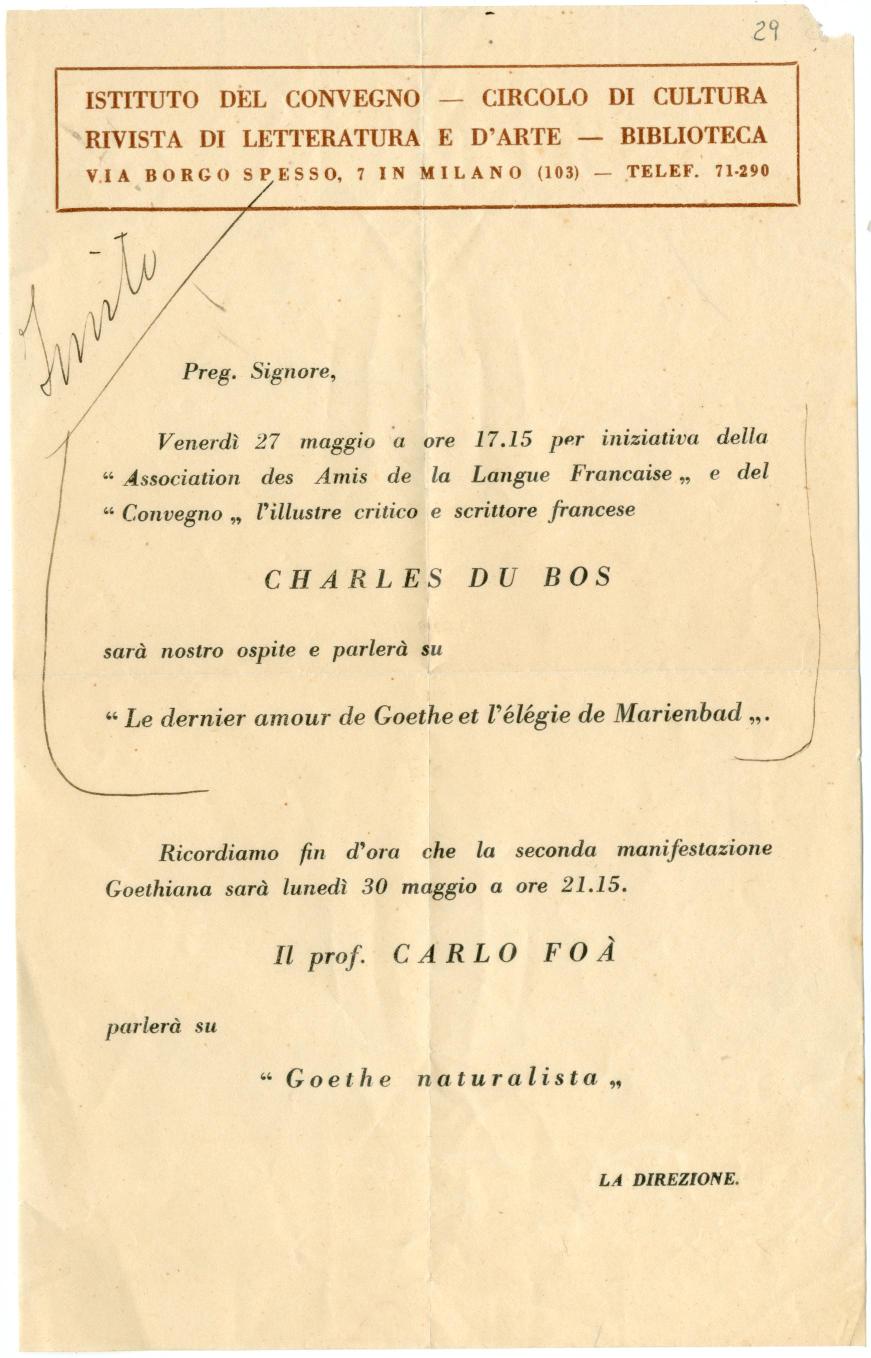 29
ISTITUTO DEL CONVEGNO — CIRCOLO DI CULTURA
RIVISTA DI LETTERATURA E D'ARTE — BIBLIOTECA
VIA BORGO SPESSO, 7 IN MILANO (103) — TELEF. 71-290
Invito
Preg. Signore,
Venerdì 27 maggio a ore 17.15 per iniziativa della
“ Association des Amis de la Langue Francaise „ e del
“ Convegno „ l'illustre critico e scrittore francese
CHARLES DU BOS
sarà nostro ospite e parlerà su
“ Le dernier amour de Goethe et l'élégie de Marienbad „.
Ricordiamo fin d'ora che la seconda manifestazione
Goethiana sarà lunedì 30 maggio a ore 21.15.
Il prof. CARLO FOÀ
parlerà su
“ Goethe naturalista „
LA DIREZIONE.